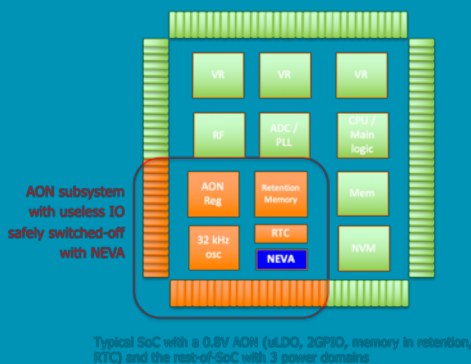 VR
VR
VR
RF
ADC /
PLL
CPU /
Main
logic
AON
Reg
Retention
Memory
Mem
32 kHz
osc
RTC
NEVA
NVM
AON subsystem
with useless IO
safely switched-off
with NEVA
Typical SoC with a 0.8V AON (uLDO, 2GPIO, memory in retention,
RTC) and the rest-of-SoC with 3 power domains